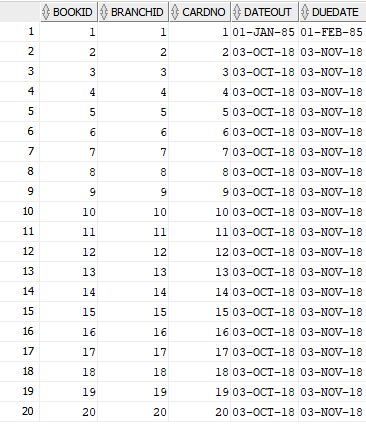 BOOKID BRANCHID CARDNO DATEOUT DUEDATE
1 1 1 1 01-JAN-85 01-FEB-85
2 2 2 2 03-OCT-18 03-NOV-18
3 3 3 3 03-OCT-18 03-NOV-18
4 4 4 4 03-OCT-18 03-NOV-18
5 5 5 5 03-OCT-18 03-NOV-18
6 6 6 6 03-OCT-18 03-NOV-18
7 7 7 7 03-OCT-18 03-NOV-18
8 8 8 8 03-OCT-18 03-NOV-18
9 9 9 9 03-OCT-18 03-NOV-18
10 10 10 10 03-OCT-18 03-NOV-18
11 11 11 11 03-OCT-18 03-NOV-18
12 12 12 12 03-OCT-18 03-NOV-18
13 13 13 13 03-OCT-18 03-NOV-18
14 14 14 14 03-OCT-18 03-NOV-18
15 15 15 15 03-OCT-18 03-NOV-18
16 16 16 16 03-OCT-18 03-NOV-18
17 17 17 17 03-OCT-18 03-NOV-18
18 18 18 18 03-OCT-18 03-NOV-18
19 19 19 19 03-OCT-18 03-NOV-18
20 20 20 20 03-OCT-18 03-NOV-18